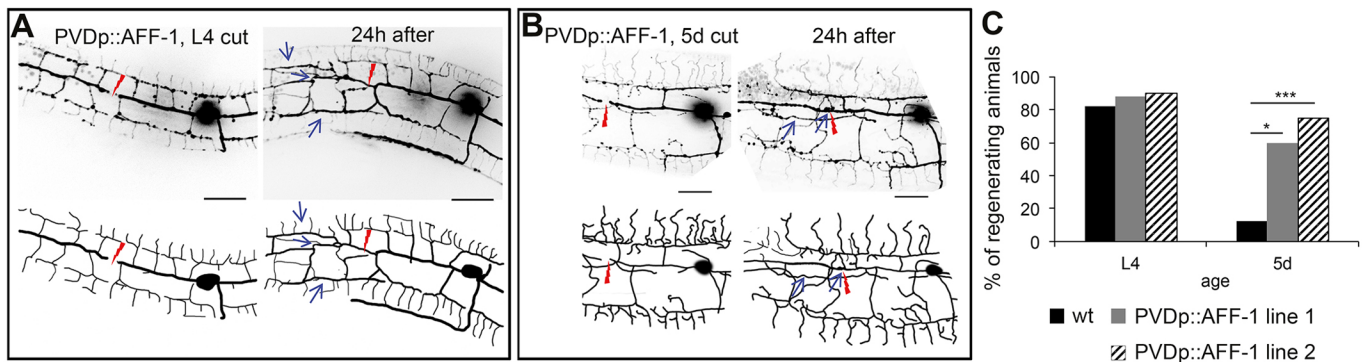 A
PVDp::AFF-1, L4 cut
24h after
B
PVDp::AFF-1, 5d cut
24h after
C
% of regenerating animals
100
80
60
40
20
0
***
*
L4
5d
age
wt
PVDp::AFF-1 line 1
PVDp::AFF-1 line 2